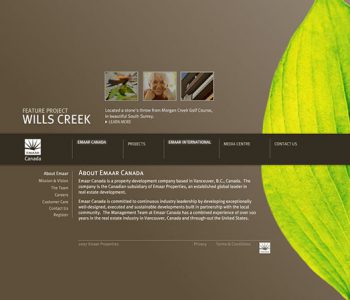 FEATURE PROJECT
WILLS CREEK
Located a stone's throw from Morgan Creek Golf Course,
in beautiful South Surrey.
LEARN MORE
EMAAR
Canada
EMAAR CANADA
PROJECTS
EMAAR INTERNATIONAL
MEDIA CENTRE
CONTACT US
About Emaar
Mission & Vision
The Team
Careers
Customer Care
Contact Us
Register
ABOUT EMAAR CANADA
Emaar Canada is a property development company based in Vancouver, B.C., Canada. The
company is the Canadian subsidiary of Emaar Properties, an established global leader in
real estate development.
Emaar Canada is committed to continuous industry leadership by developing exceptionally
well-designed, executed and sustainable developments built in partnership with the local
community. The Management Team at Emaar Canada has a combined experience of over 100
years in the real estate industry in Vancouver, Canada and through-out the United States.
2007 Emaar Properties
Privacy
Terms & Conditions